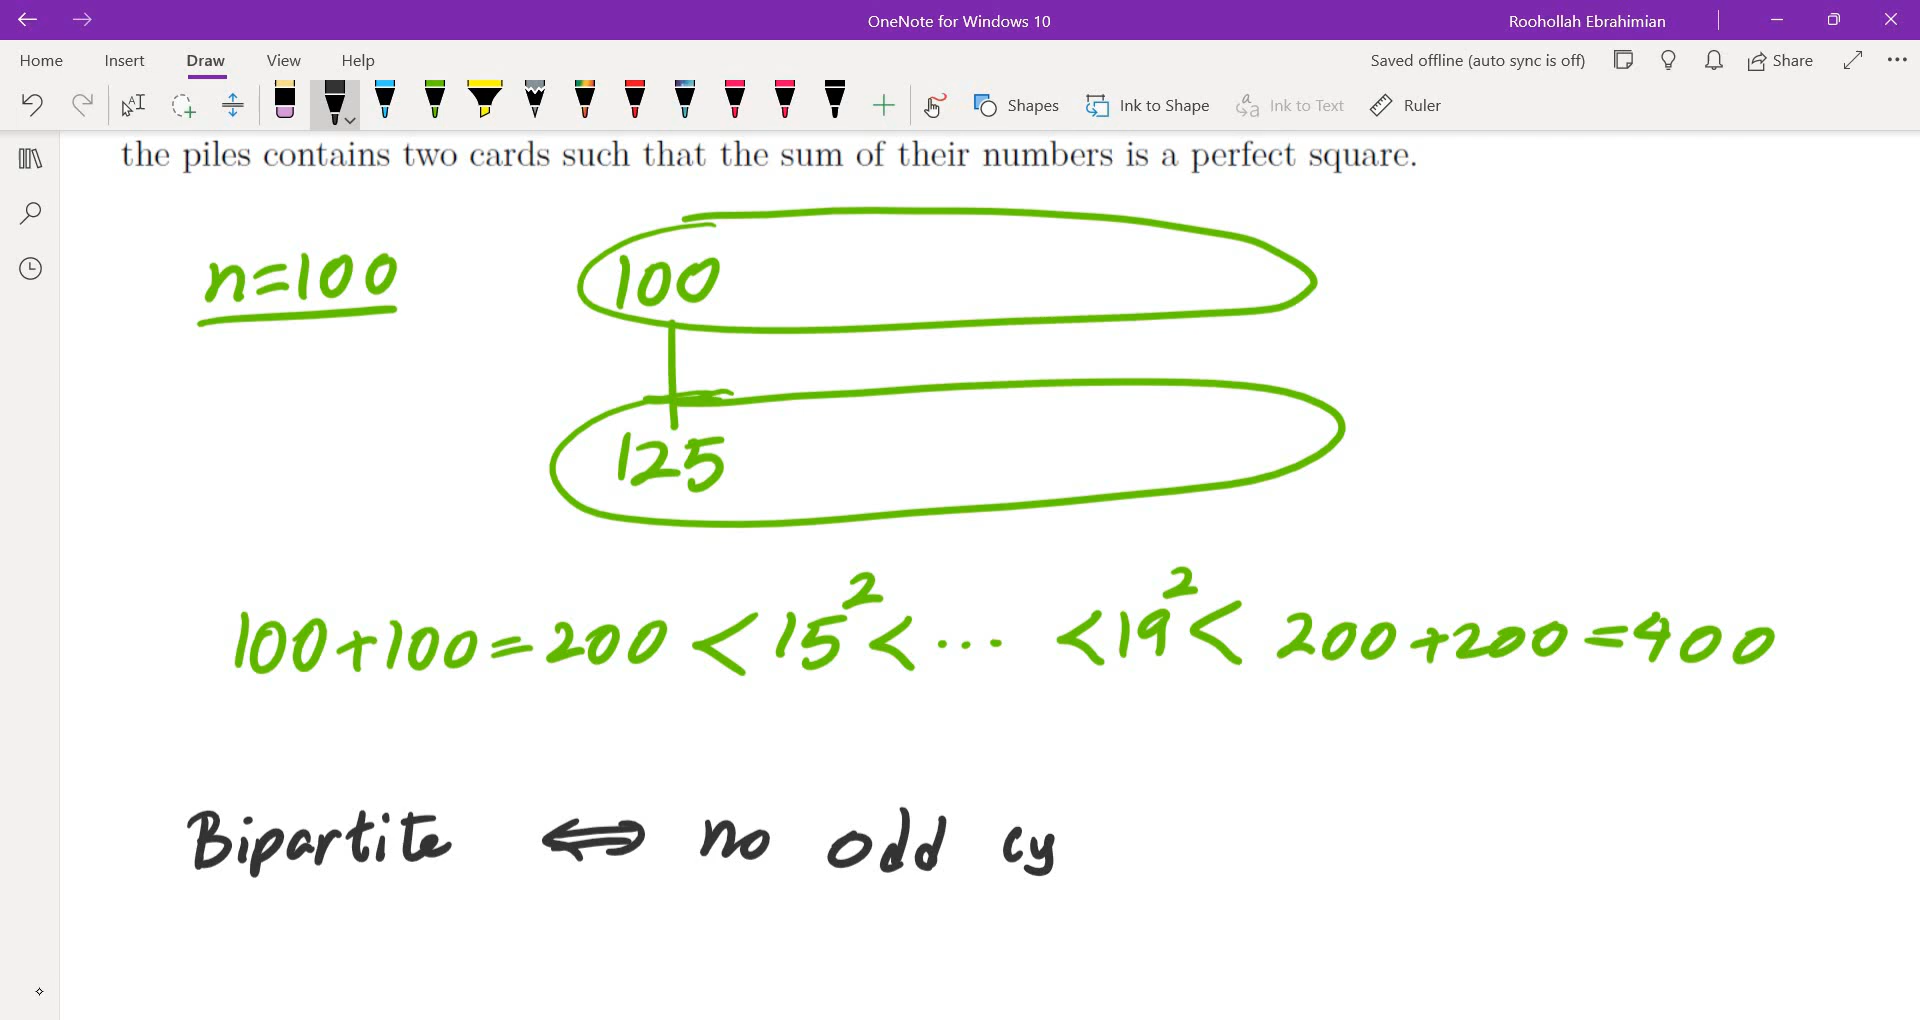 OneNote for Windows 10
Roohollah Ebrahimian
Home Insert Draw View Help
Saved offline (auto sync is off) Share
Shapes Ink to Shape Ink to Text Ruler
the piles contains two cards such that the sum of their numbers is a perfect square.
n=100
100
125
100+100=200 < 15² < ... < 19² < 200+200=400
Bipartite ⇔ no odd cy